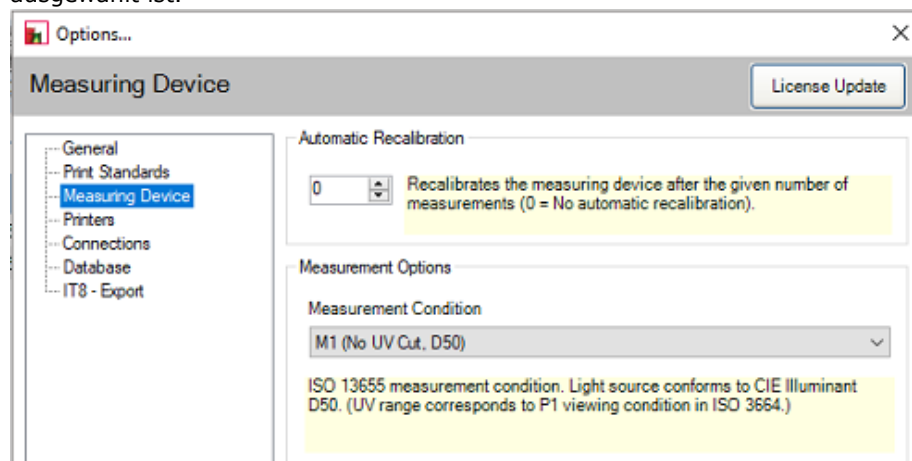 ausgewählt ist.
Options...
Measuring Device
License Update
General
Print Standards
Measuring Device
Printers
Connections
Database
IT8 - Export
Automatic Recalibration
0
Recalibrates the measuring device after the given number of
measurements (0 = No automatic recalibration).
Measurement Options
Measurement Condition
M1 (No UV Cut, D50)
ISO 13655 measurement condition. Light source conforms to CIE Illuminant
D50. (UV range corresponds to P1 viewing condition in ISO 3664.)